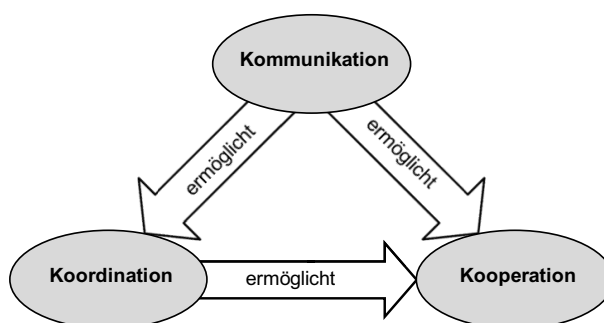 Kommunikation
ermöglicht
ermöglicht
Koordination
ermöglicht
Kooperation